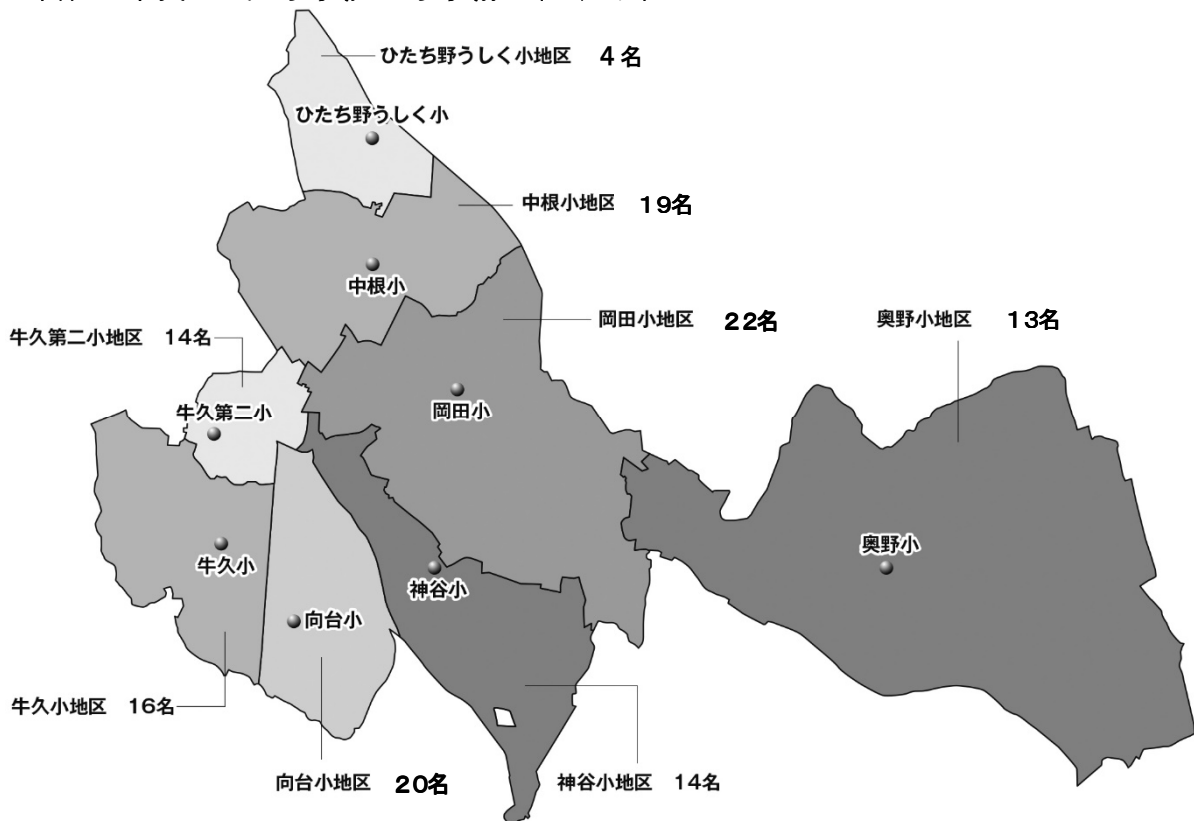 ひたち野うしく小地区 4名
ひたち野うしく小
中根小地区 19名
中根小
岡田小地区 22名
奥野小地区 13名
牛久第二小地区 14名
岡田小
牛久第二小
奥野小
牛久小
神谷小
向台小
牛久小地区 16名
向台小地区 20名
神谷小地区 14名